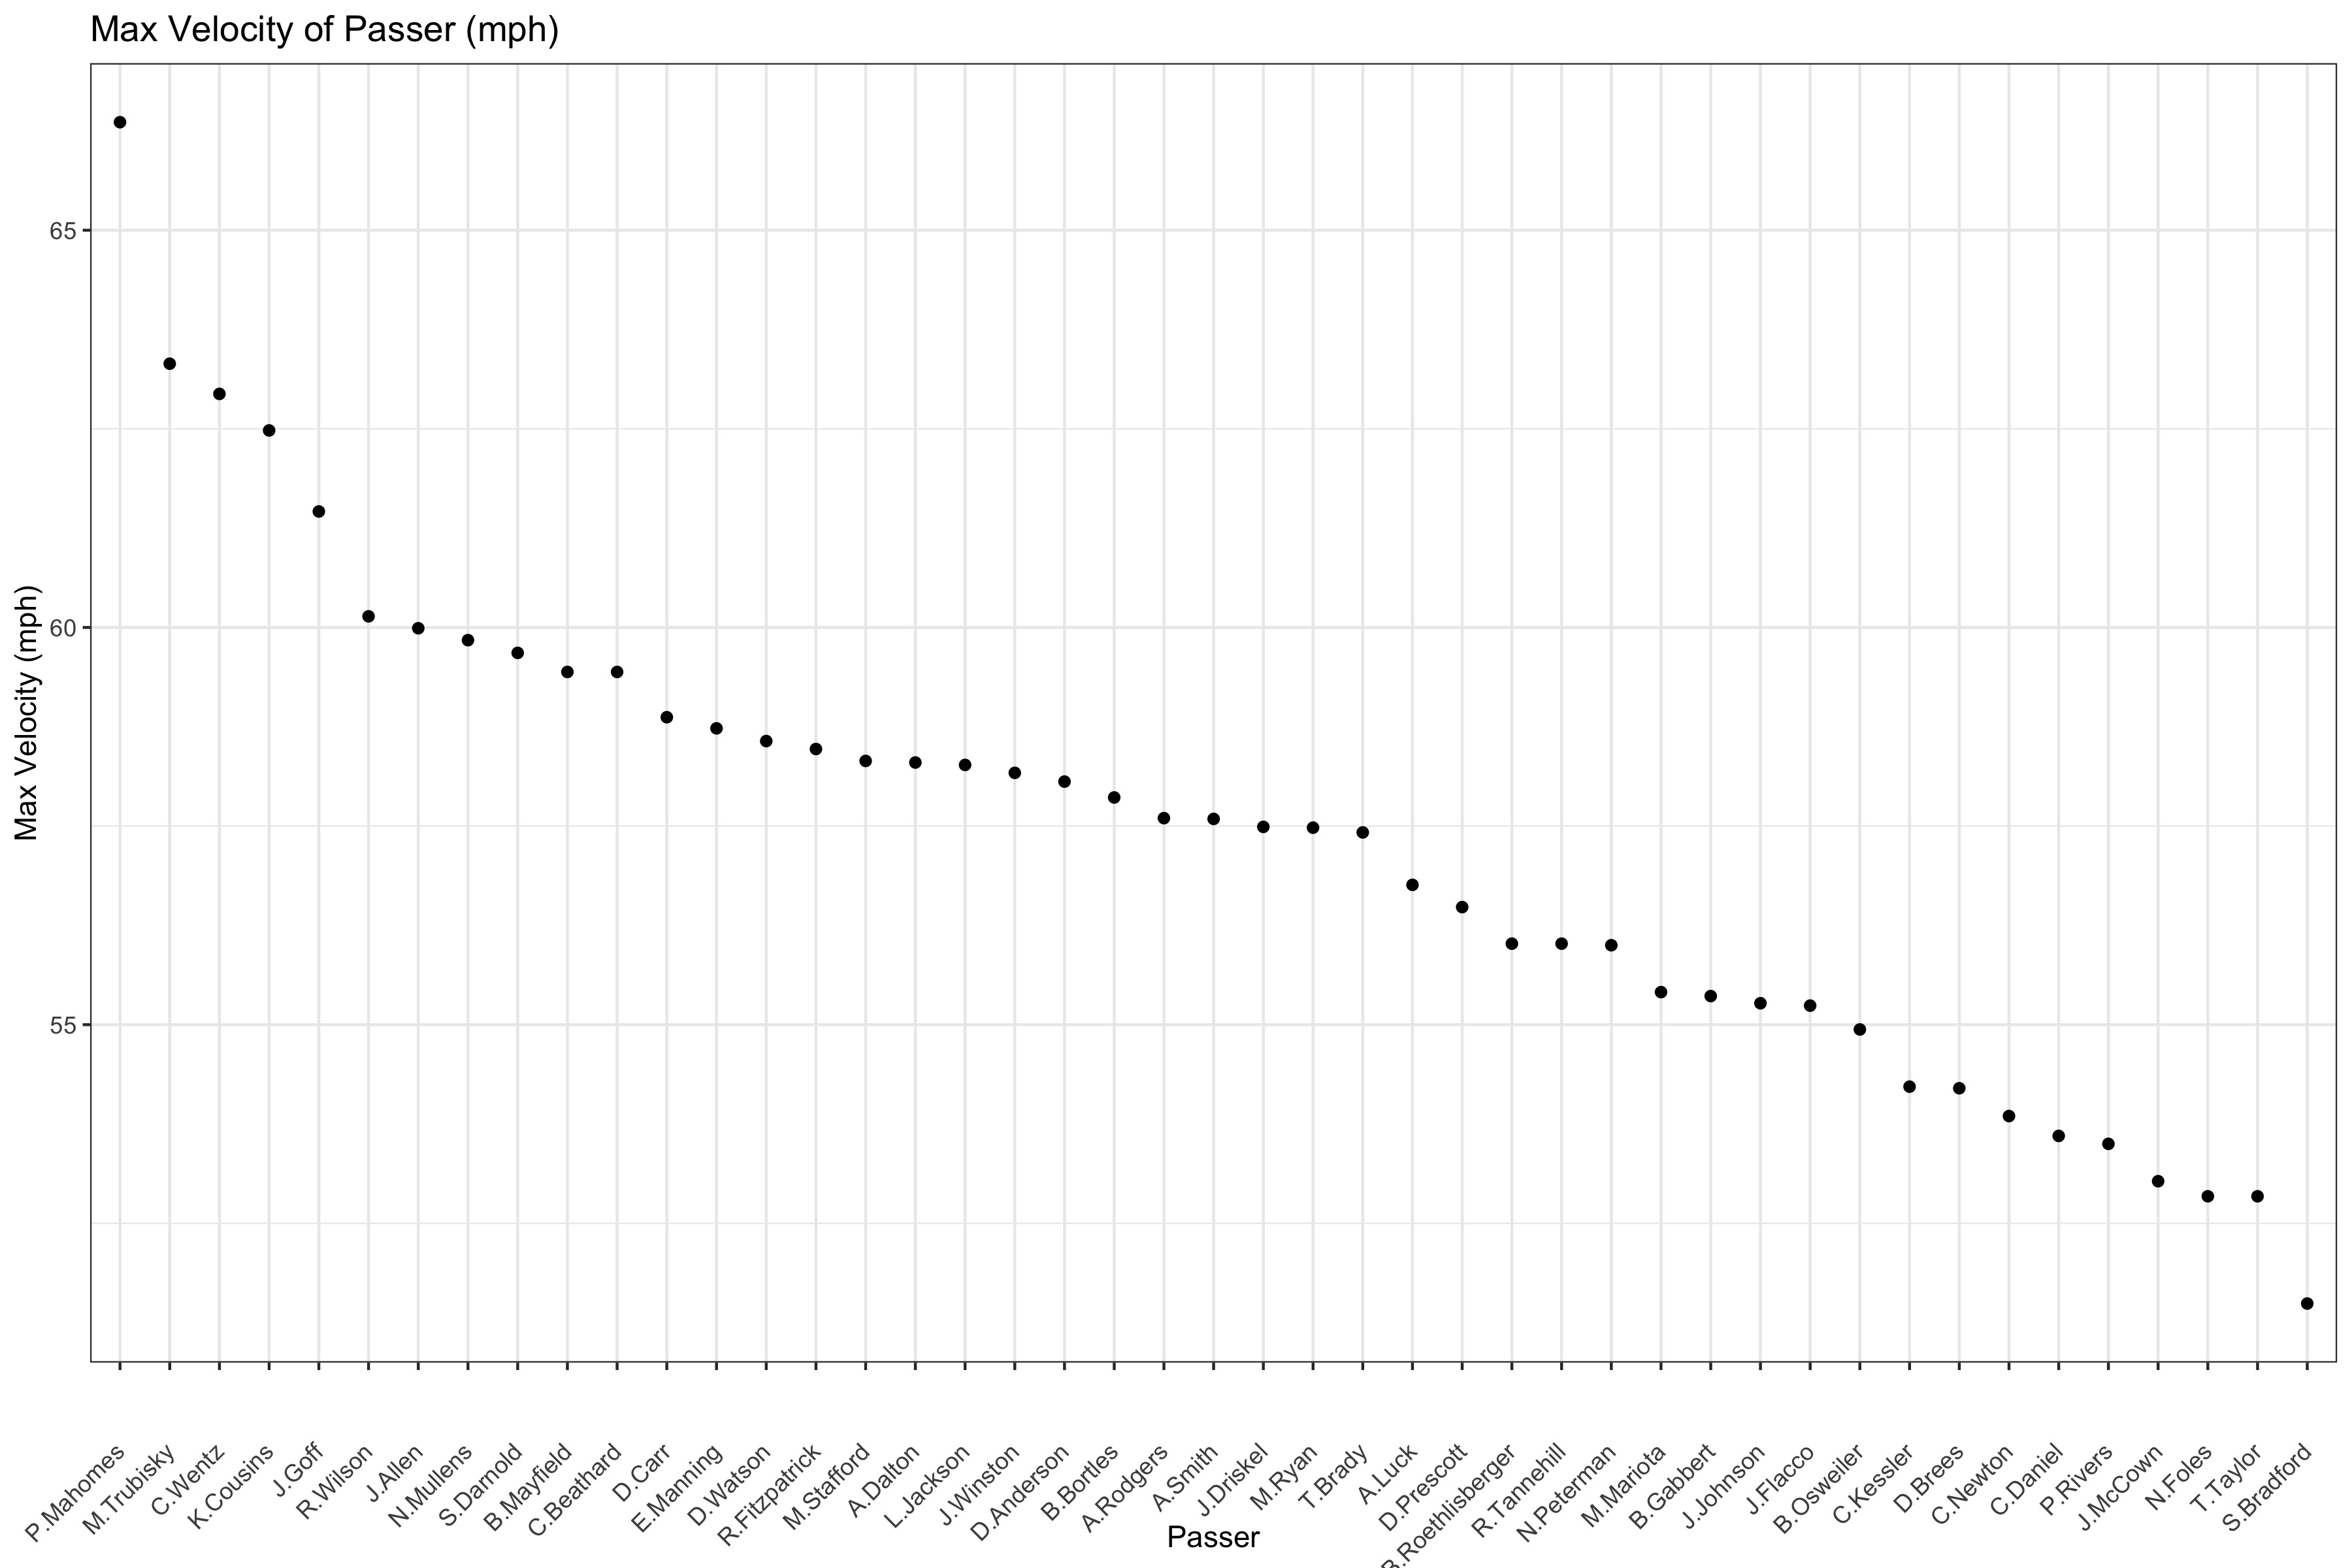 Max Velocity of Passer (mph)
Max Velocity (mph)
65
60
55
P.Mahomes
M.Trubisky
C.Wentz
K.Cousins
J.Goff
R.Wilson
J.Allen
N.Mullens
S.Darnold
B.Mayfield
C.Beathard
D.Carr
E.Manning
D.Watson
R.Fitzpatrick
M.Stafford
A.Dalton
L.Jackson
J.Winston
D.Anderson
B.Bortles
A.Rodgers
A.Smith
J.Driskel
M.Ryan
T.Brady
A.Luck
D.Prescott
B.Roethlisberger
R.Tannehill
N.Peterman
M.Mariota
B.Gabbert
J.Johnson
J.Flacco
B.Osweiler
C.Kessler
D.Brees
C.Newton
C.Daniel
P.Rivers
J.McCown
N.Foles
T.Taylor
S.Bradford
Passer